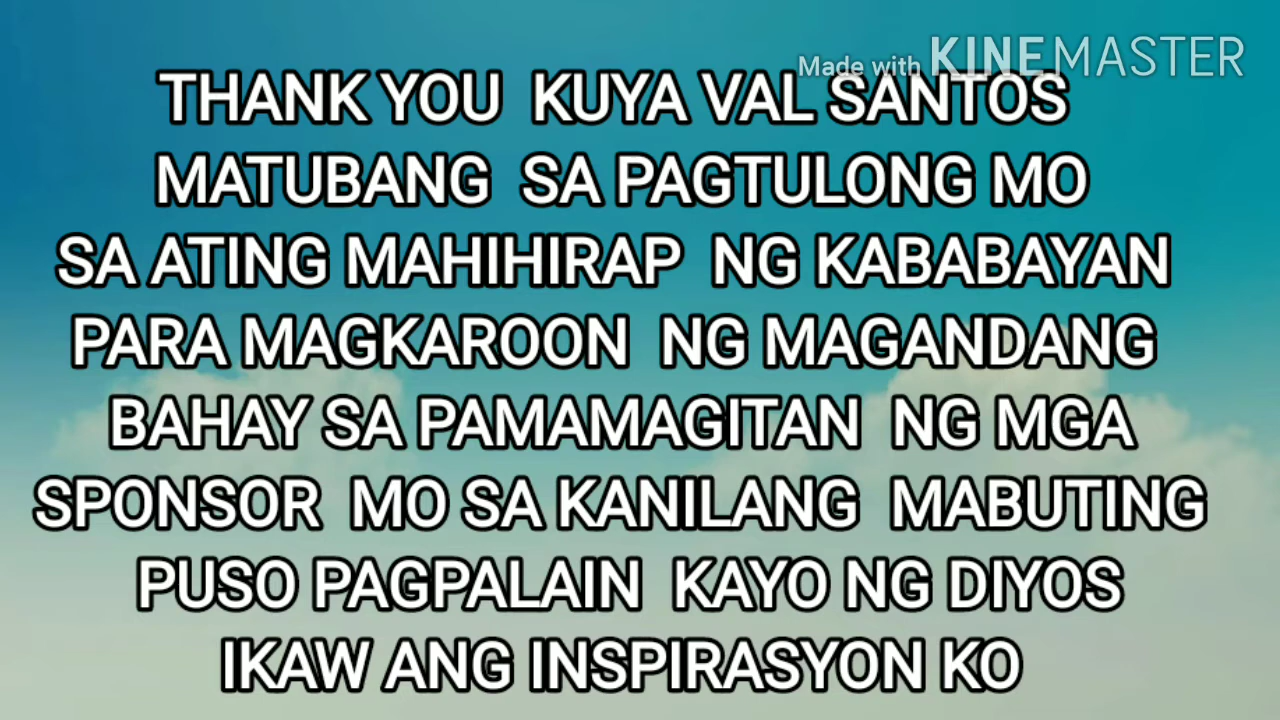 Made with KINEMASTER
THANK YOU KUYA VAL SANTOS
MATUBANG SA PAGTULONG MO
SA ATING MAHIHIRAP NG KABABAYAN
PARA MAGKAROON NG MAGANDANG
BAHAY SA PAMAMAGITAN NG MGA
SPONSOR MO SA KANILANG MABUTING
PUSO PAGPALAIN KAYO NG DIYOS
IKAW ANG INSPIRASYON KO